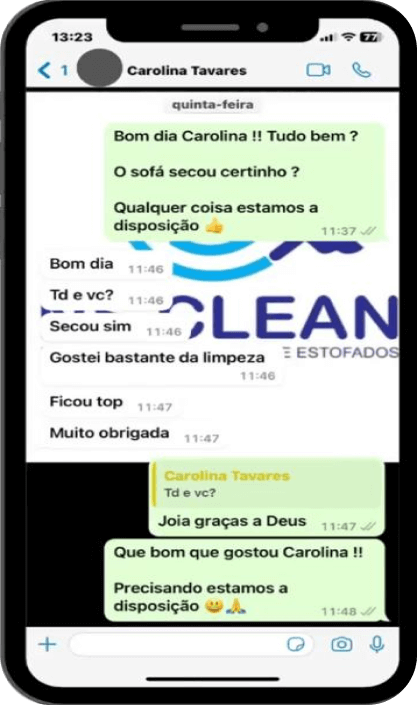 13:23
77
1
Carolina Tavares
quinta-feira
Bom dia Carolina !! Tudo bem ?
O sofá secou certinho ?
Qualquer coisa estamos a
disposição 👍 11:37
Bom dia 11:46
Td e vc? 11:46
Secou sim 11:46
CLEAN
Gostei bastante da limpeza
E ESTOFADOS
11:46
Ficou top 11:47
Muito obrigada 11:47
Carolina Tavares
Td e vc?
Joia graças a Deus 11:47
Que bom que gostou Carolina !!
Precisando estamos a
disposição 😀🙏 11:48